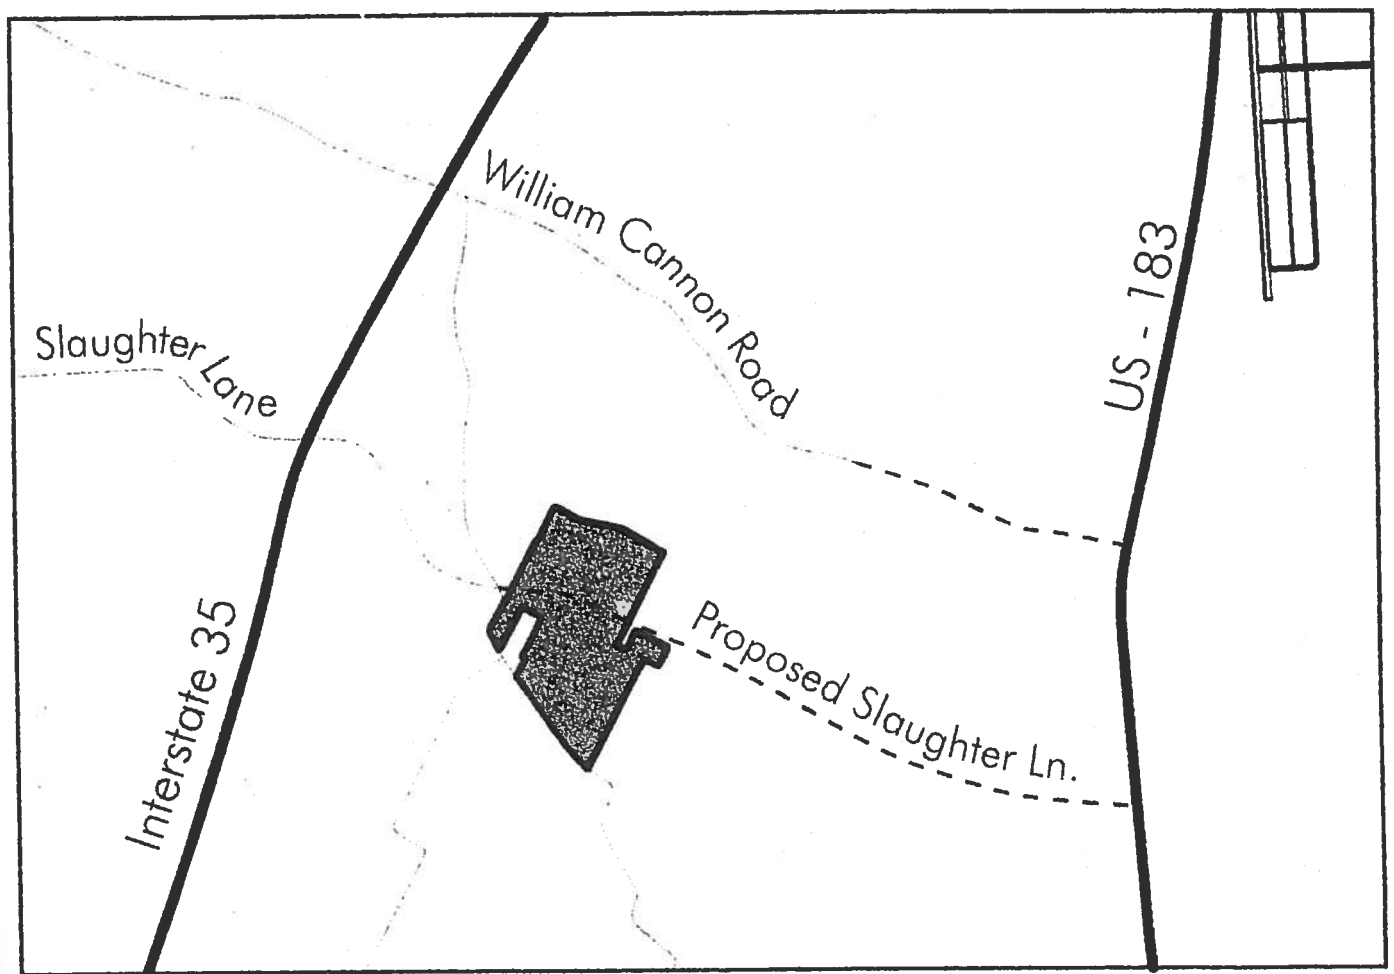 William Cannon Road
US - 183
Slaughter Lane
Interstate 35
Proposed Slaughter Ln.